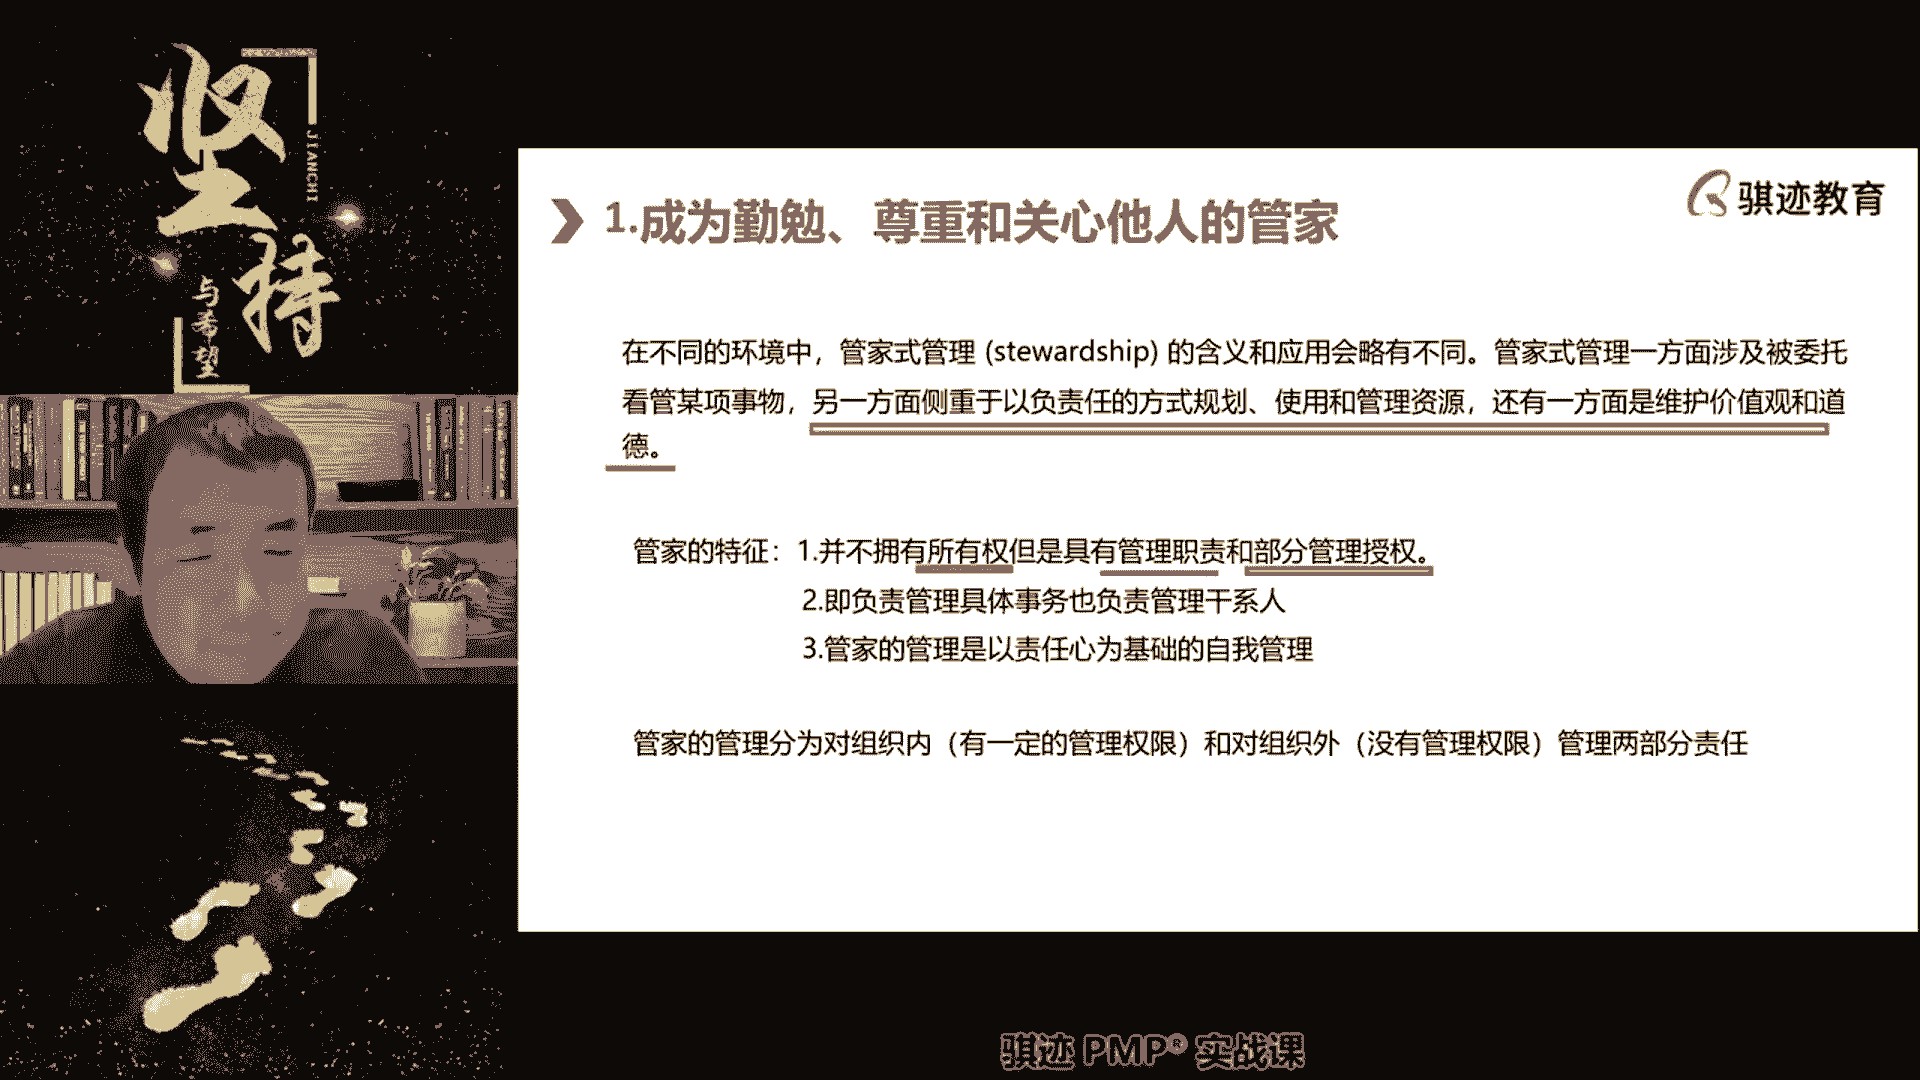 坚持
JIANCHI
与希望
骐迹教育
1.成为勤勉、尊重和关心他人的管家
在不同的环境中，管家式管理 (stewardship) 的含义和应用会略有不同。管家式管理一方面涉及被委托
看管某项事物，另一方面侧重于以负责任的方式规划、使用和管理资源，还有一方面是维护价值观和道
德。
管家的特征：1.并不拥有所有权但是具有管理职责和部分管理授权。
2.即负责管理具体事务也负责管理干系人
3.管家的管理是以责任心为基础的自我管理
管家的管理分为对组织内（有一定的管理权限）和对组织外（没有管理权限）管理两部分责任
骐迹 PMP® 实战课